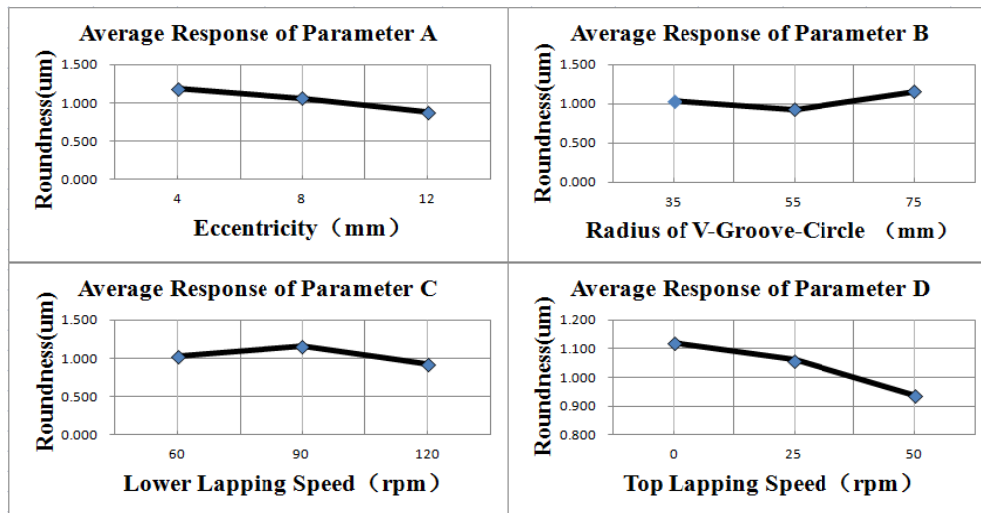 Average Response of Parameter A
Roundness(um)
1.500
1.000
0.500
0.000
4 8 12
Eccentricity（mm）
Average Response of Parameter B
Roundness(um)
1.500
1.000
0.500
0.000
35 55 75
Radius of V-Groove-Circle （mm）
Average Response of Parameter C
Roundness(um)
1.500
1.000
0.500
0.000
60 90 120
Lower Lapping Speed（rpm）
Average Response of Parameter D
Roundness(um)
1.200
1.100
1.000
0.900
0.800
0 25 50
Top Lapping Speed（rpm）